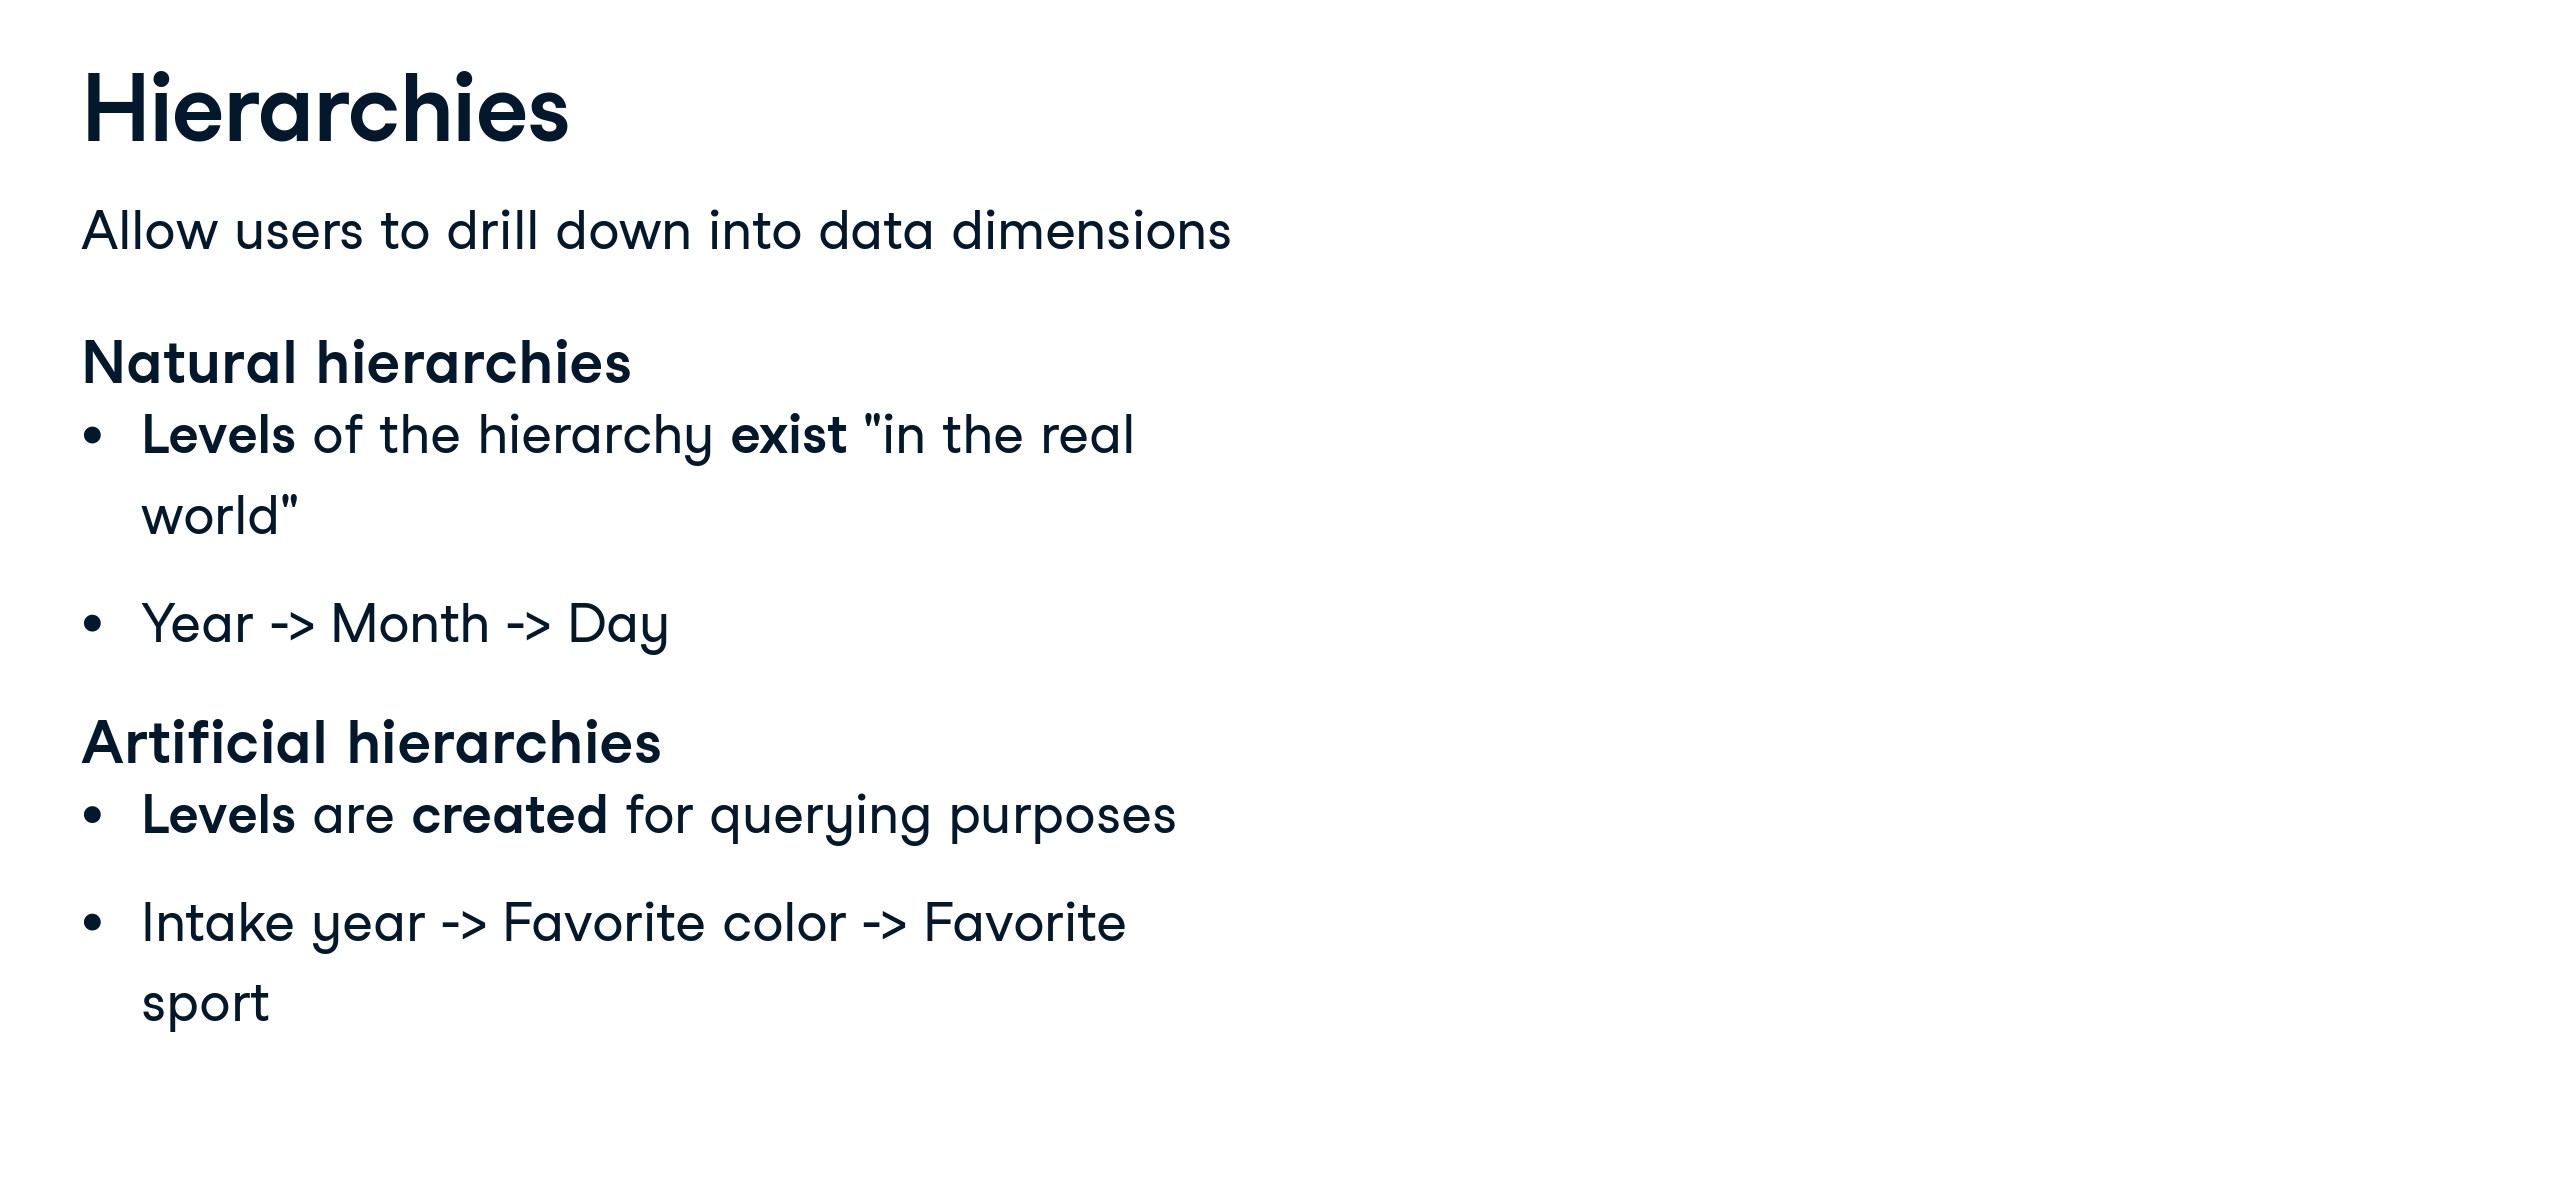 Hierarchies
Allow users to drill down into data dimensions
Natural hierarchies
• Levels of the hierarchy exist "in the real
world"
• Year -> Month -> Day
Artificial hierarchies
• Levels are created for querying purposes
• Intake year -> Favorite color -> Favorite
sport